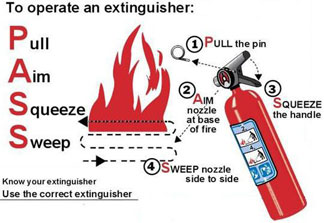 To operate an extinguisher:
Pull
Aim
Squeeze
Sweep
1 PULL the pin
2 AIM
nozzle
at base
of fire
3 SQUEEZE
the handle
4 SWEEP nozzle
side to side
Know your extinguisher
Use the correct extinguisher